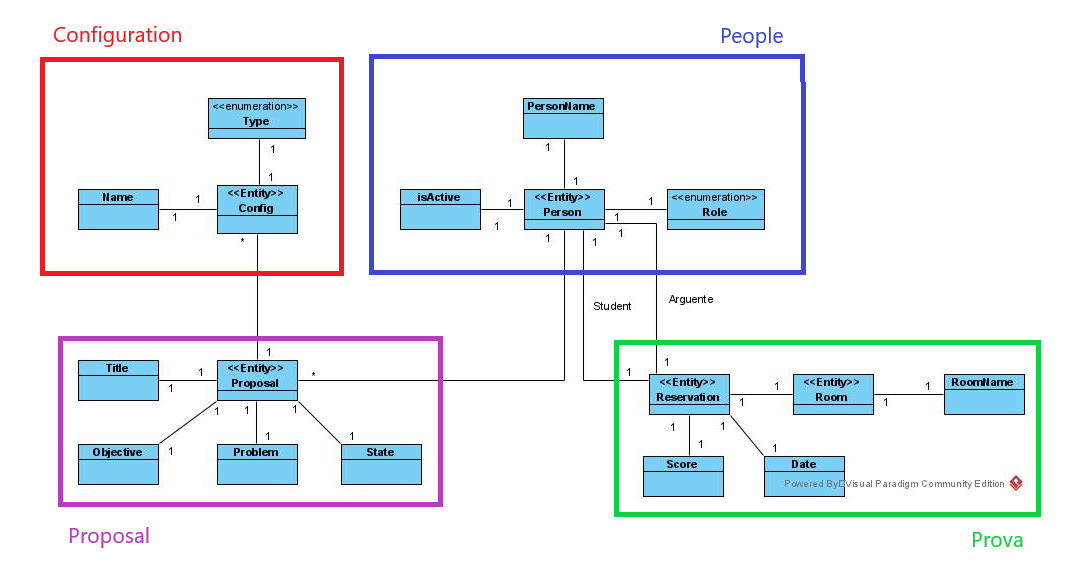 Configuration
People
<<enumeration>>
Type
1
1
Name
1
1
<<Entity>>
Config
*
PersonName
1
1
isActive
1
1
<<Entity>>
Person
1
1
<<enumeration>>
Role
1
1
1
Student
Arguente
1
<<Entity>>
Proposal
*
Title
1
1
1
1
1
Objective
1
1
Problem
1
State
1
1
<<Entity>>
Reservation
1
1
<<Entity>>
Room
1
1
RoomName
1
1
1
Score
1
Date
Powered By Visual Paradigm Community Edition
Proposal
Prova